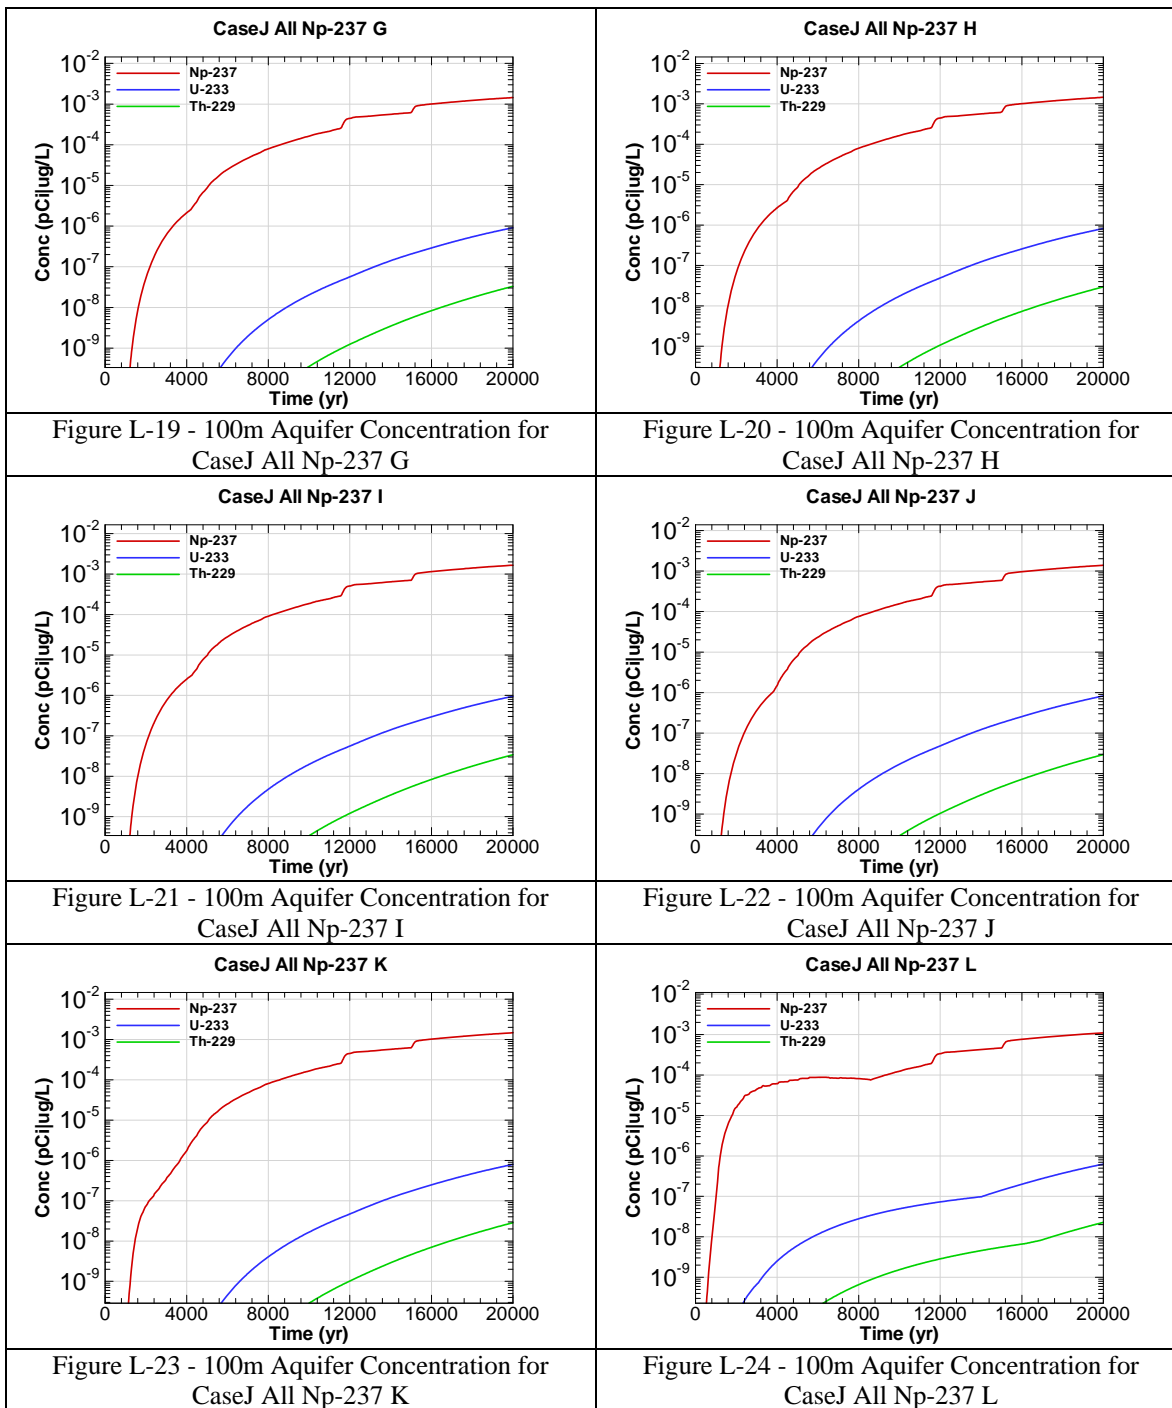 CaseJ All Np-237 G
Conc (pCi|ug/L)
10-2
10-3
10-4
10-5
10-6
10-7
10-8
10-9
Np-237
U-233
Th-229
0 4000 8000 12000 16000 20000
Time (yr)
Figure L-19 - 100m Aquifer Concentration for
CaseJ All Np-237 G
CaseJ All Np-237 H
Conc (pCi|ug/L)
10-2
10-3
10-4
10-5
10-6
10-7
10-8
10-9
Np-237
U-233
Th-229
0 4000 8000 12000 16000 20000
Time (yr)
Figure L-20 - 100m Aquifer Concentration for
CaseJ All Np-237 H
CaseJ All Np-237 I
Conc (pCi|ug/L)
10-2
10-3
10-4
10-5
10-6
10-7
10-8
10-9
Np-237
U-233
Th-229
0 4000 8000 12000 16000 20000
Time (yr)
Figure L-21 - 100m Aquifer Concentration for
CaseJ All Np-237 I
CaseJ All Np-237 J
Conc (pCi|ug/L)
10-2
10-3
10-4
10-5
10-6
10-7
10-8
10-9
Np-237
U-233
Th-229
0 4000 8000 12000 16000 20000
Time (yr)
Figure L-22 - 100m Aquifer Concentration for
CaseJ All Np-237 J
CaseJ All Np-237 K
Conc (pCi|ug/L)
10-2
10-3
10-4
10-5
10-6
10-7
10-8
10-9
Np-237
U-233
Th-229
0 4000 8000 12000 16000 20000
Time (yr)
Figure L-23 - 100m Aquifer Concentration for
CaseJ All Np-237 K
CaseJ All Np-237 L
Conc (pCi|ug/L)
10-2
10-3
10-4
10-5
10-6
10-7
10-8
10-9
Np-237
U-233
Th-229
0 4000 8000 12000 16000 20000
Time (yr)
Figure L-24 - 100m Aquifer Concentration for
CaseJ All Np-237 L